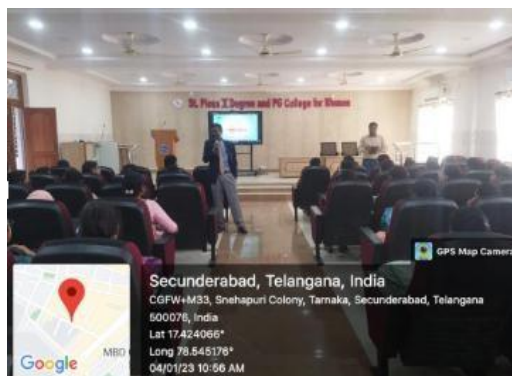 St. Pious X Degree and PG College for Women
GPS Map Camera
Secunderabad, Telangana, India
CGFW+M33, Snehapuri Colony, Tarnaka, Secunderabad, Telangana
500076, India
Lat 17.424066°
Long 78.545176°
04/01/23 10:56 AM
MBD
Google